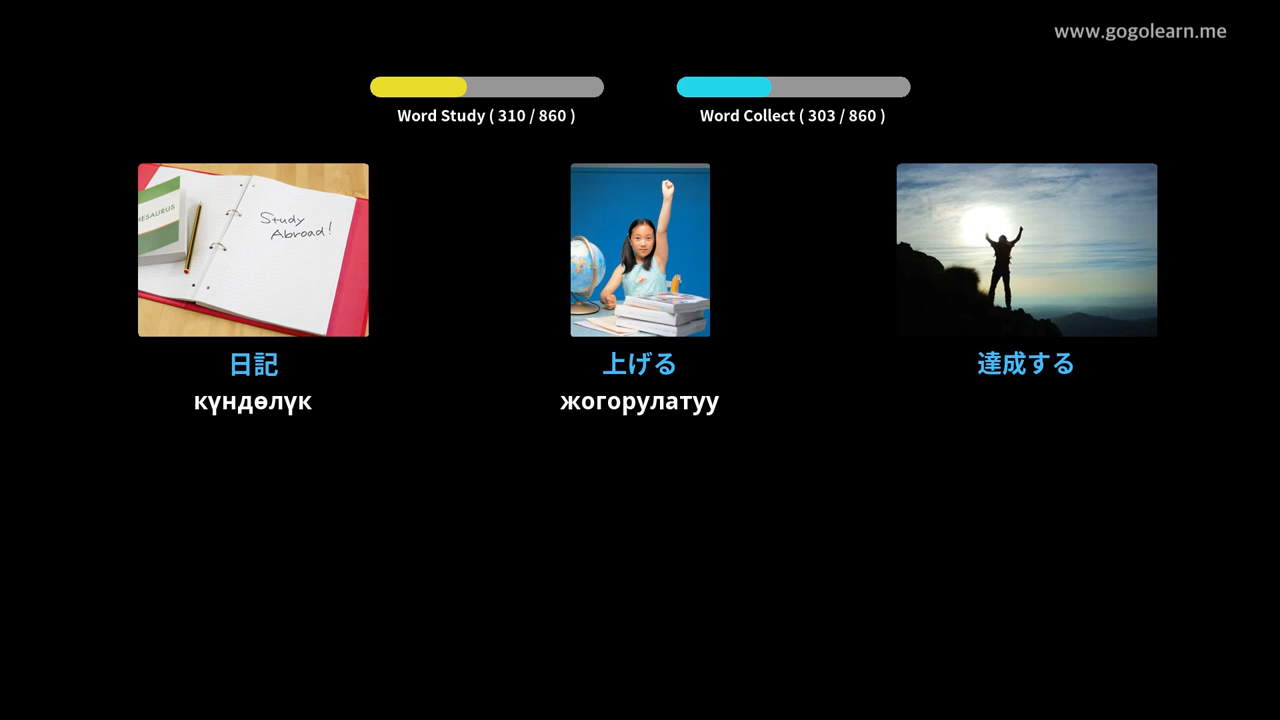 www.gogolearn.me
Word Study ( 310 / 860 )
Word Collect ( 303 / 860 )
HESAURUS
Study
Abroad!
日記
上げる
達成する
күндөлүк
жогорулатуу